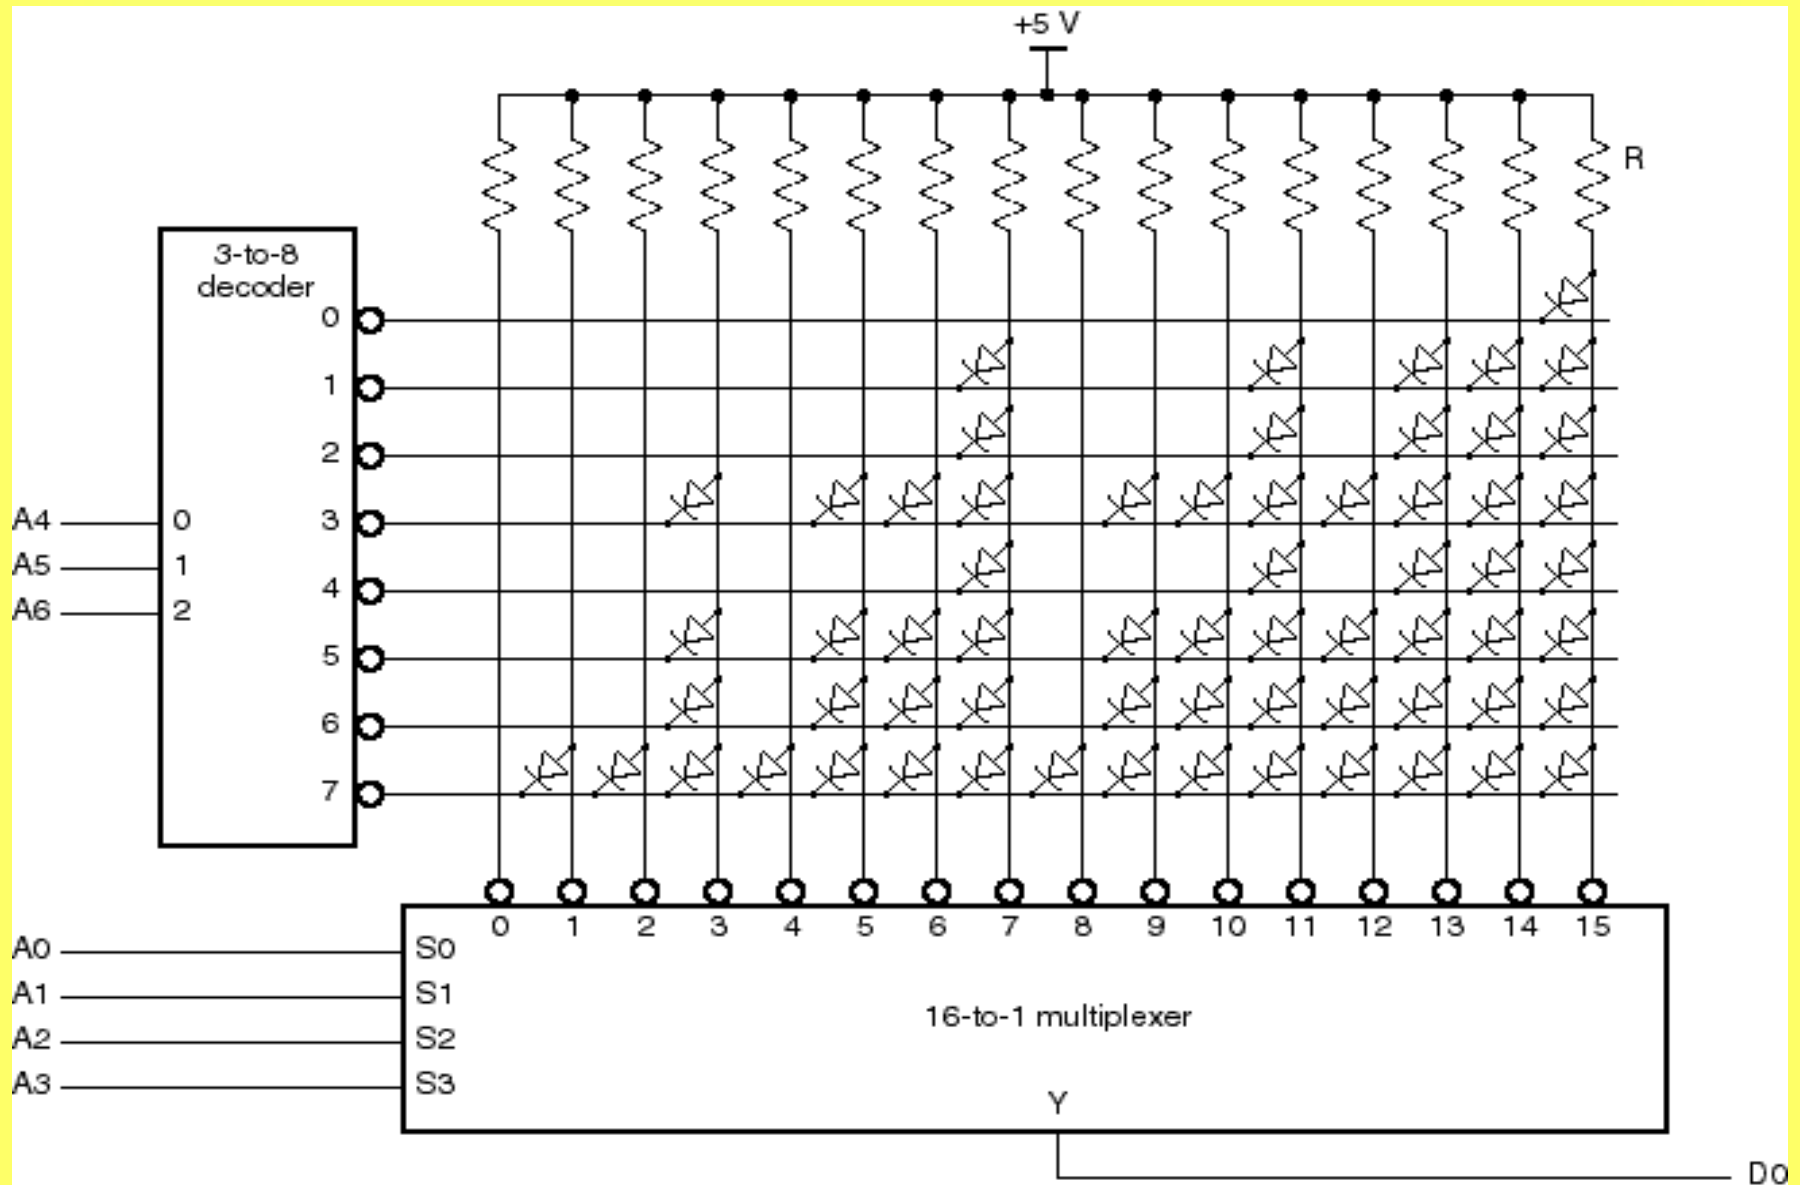 +5 V
R
3-to-8
decoder
0
1
2
3
4
5
6
7
A4 0
A5 1
A6 2
0 1 2 3 4 5 6 7 8 9 10 11 12 13 14 15
A0 S0
A1 S1
A2 S2
A3 S3
16-to-1 multiplexer
Y
D0